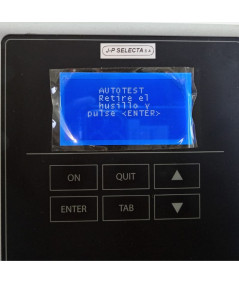 J.P. SELECTA s.a.
AUTOTEST
Retire el
husillo y
pulse <ENTER>
ON
QUIT
ENTER
TAB